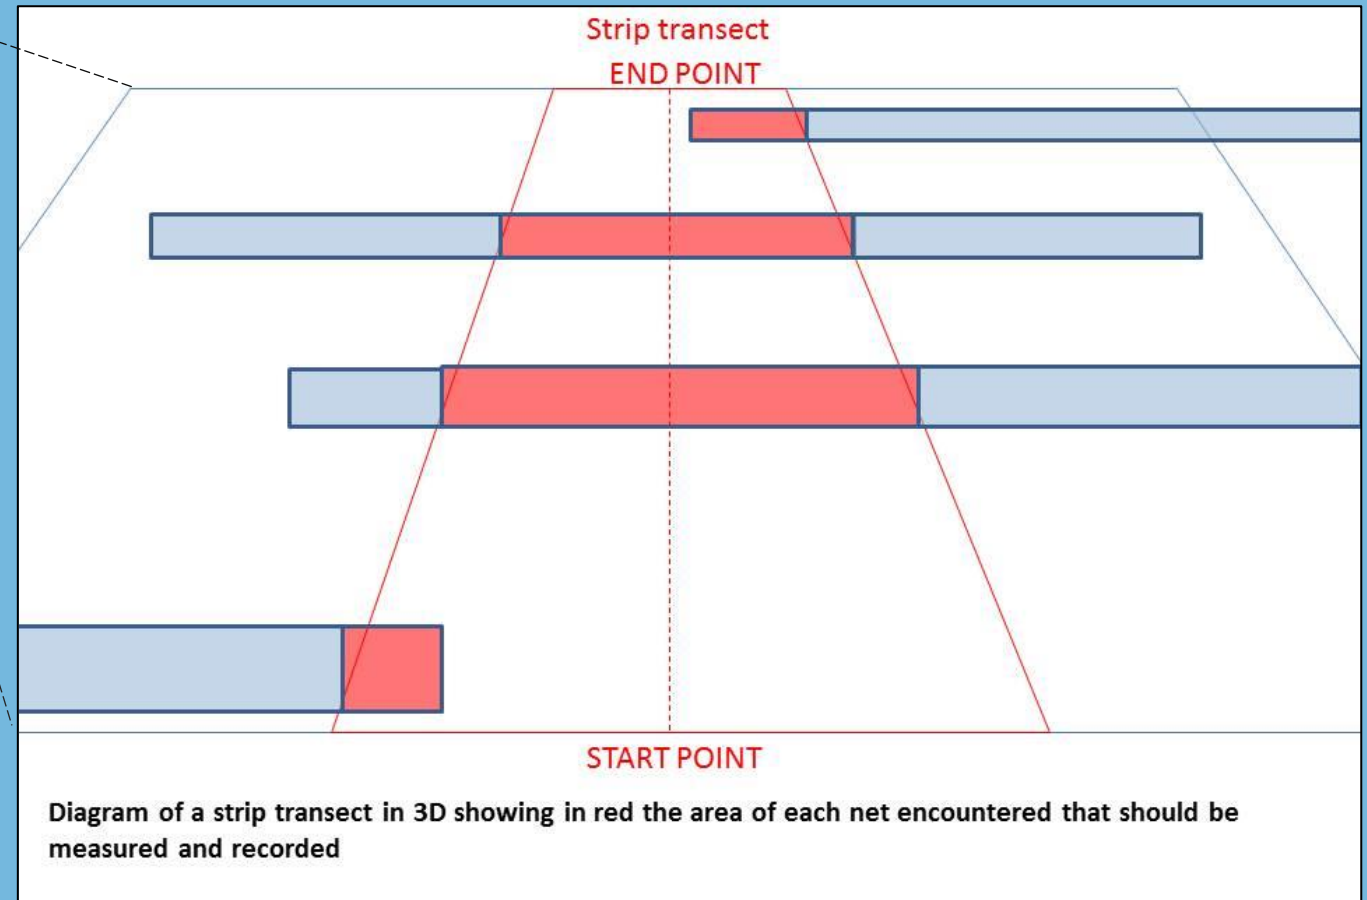 Strip transect
END POINT
START POINT
Diagram of a strip transect in 3D showing in red the area of each net encountered that should be
measured and recorded